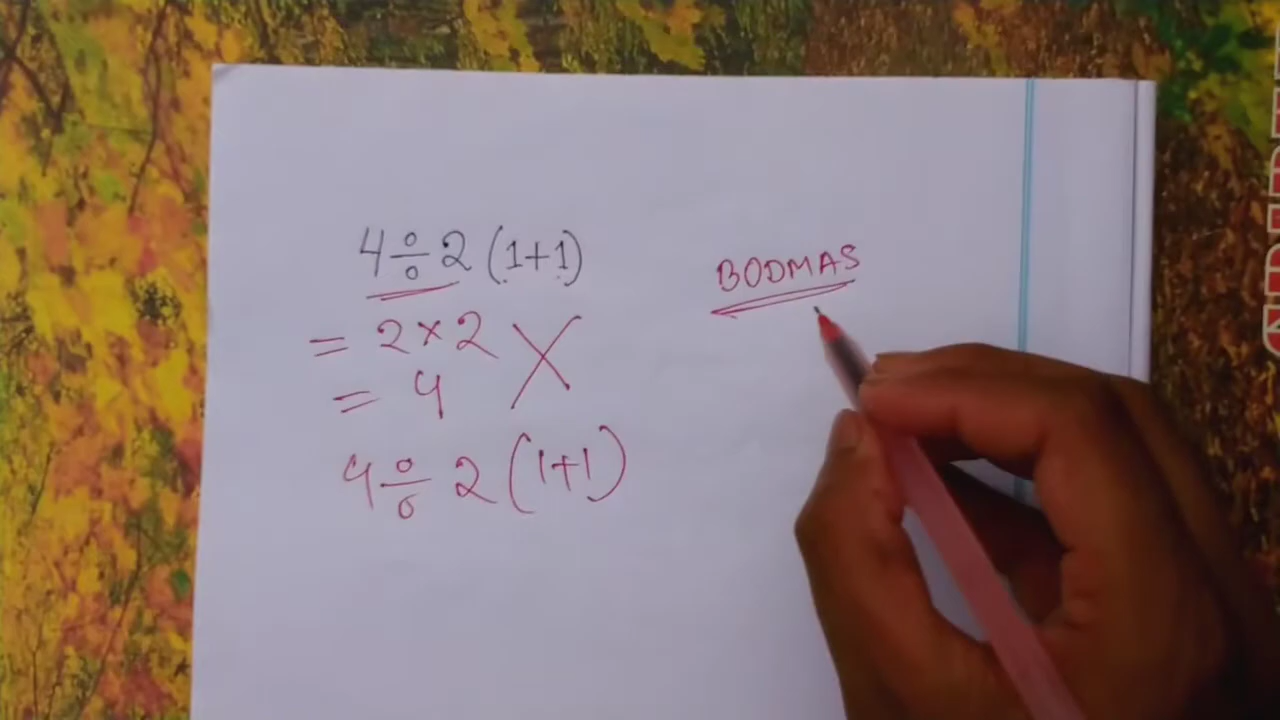 4÷2(1+1)
= 2×2
= 4
4÷2(1+1)
BODMAS